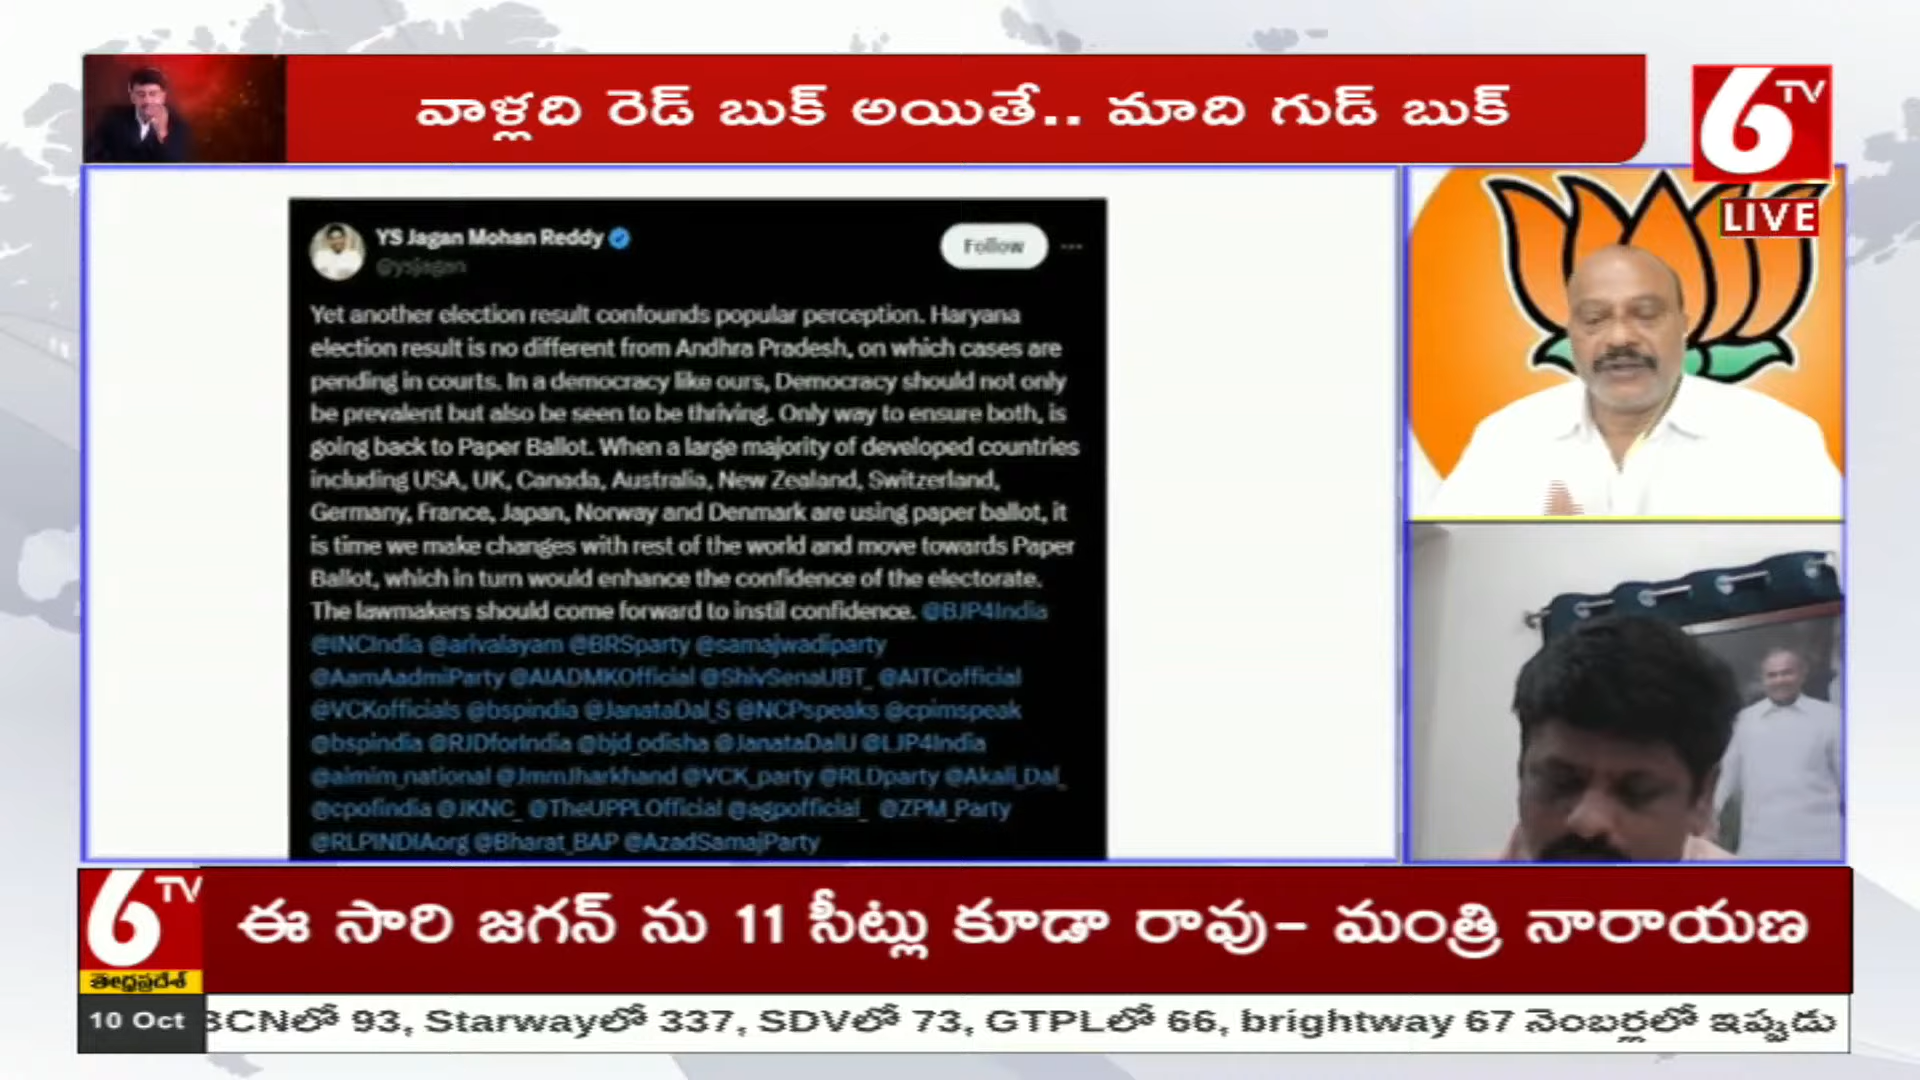 వాళ్లది రెడ్ బుక్ అయితే.. మాది గుడ్ బుక్
6 TV
LIVE
YS Jagan Mohan Reddy
@ysjagan
Follow
Yet another election result confounds popular perception. Haryana
election result is no different from Andhra Pradesh, on which cases are
pending in courts. In a democracy like ours, Democracy should not only
be prevalent but also be seen to be thriving. Only way to ensure both, is
going back to Paper Ballot. When a large majority of developed countries
including USA, UK, Canada, Australia, New Zealand, Switzerland,
Germany, France, Japan, Norway and Denmark are using paper ballot, it
is time we make changes with rest of the world and move towards Paper
Ballot, which in turn would enhance the confidence of the electorate.
The lawmakers should come forward to instil confidence. @BJP4India
@INCIndia @arivalayam @BRSparty @samajwadiparty
@AamAadmiParty @AIADMKOfficial @ShivSenaUBT_ @AITCofficial
@VCKofficials @bspindia @JanataDal_S @NCPspeaks @cpimspeak
@bspindia @RJDforIndia @bjd_odisha @JanataDalU @LJP4India
@aimim_national @JmmJharkhand @VCK_party @RLDparty @Akali_Dal_
@cpofindia @JKNC_ @TheUPPLOfficial @agpofficial_ @ZPM_Party
@RLPINDIAorg @Bharat_BAP @AzadSamajParty
6 TV
ఈ సారి జగన్ ను 11 సీట్లు కూడా రావు- మంత్రి నారాయణ
10 Oct
BCNలో 93, Starwayలో 337, SDVలో 73, GTPLలో 66, brightway 67 నెంబర్లలో ఇప్పుడు